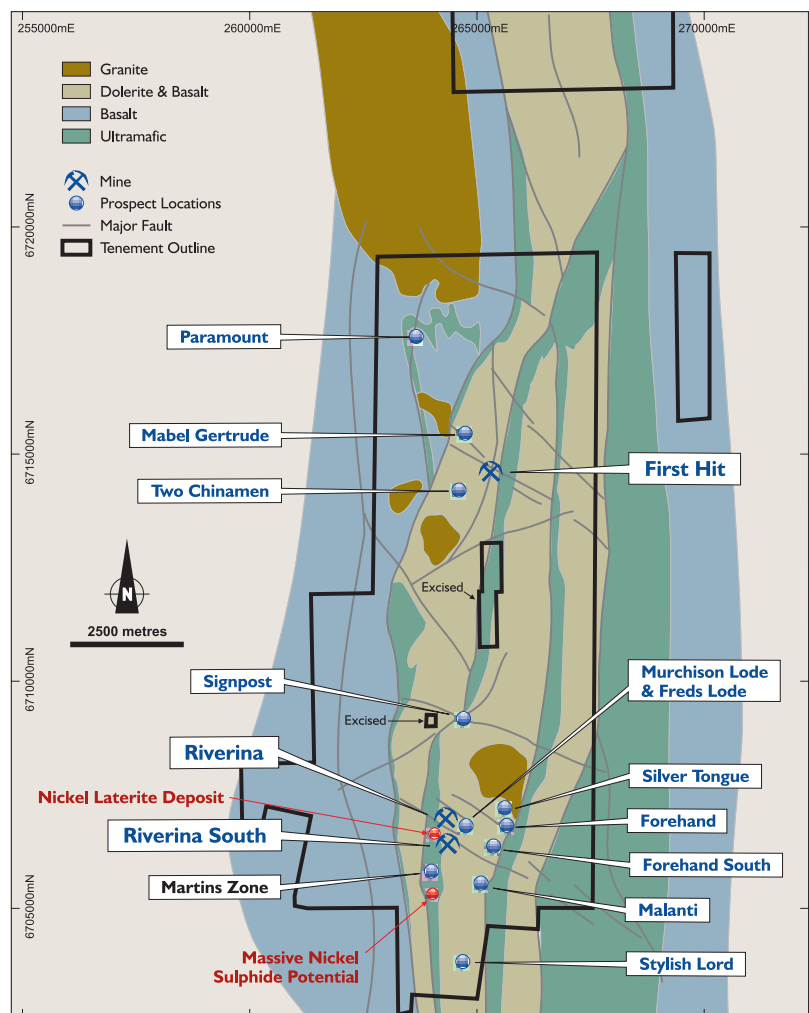 255000mE
260000mE
265000mE
270000mE
Granite
Dolerite & Basalt
Basalt
Ultramafic
Mine
Prospect Locations
Major Fault
Tenement Outline
6720000mN
Paramount
Mabel Gertrude
6715000mN
First Hit
Two Chinamen
Excised
N
2500 metres
6710000mN
Signpost
Murchison Lode
& Freds Lode
Excised
Riverina
Silver Tongue
Nickel Laterite Deposit
Forehand
Riverina South
Forehand South
Martins Zone
6705000mN
Malanti
Massive Nickel
Sulphide Potential
Stylish Lord